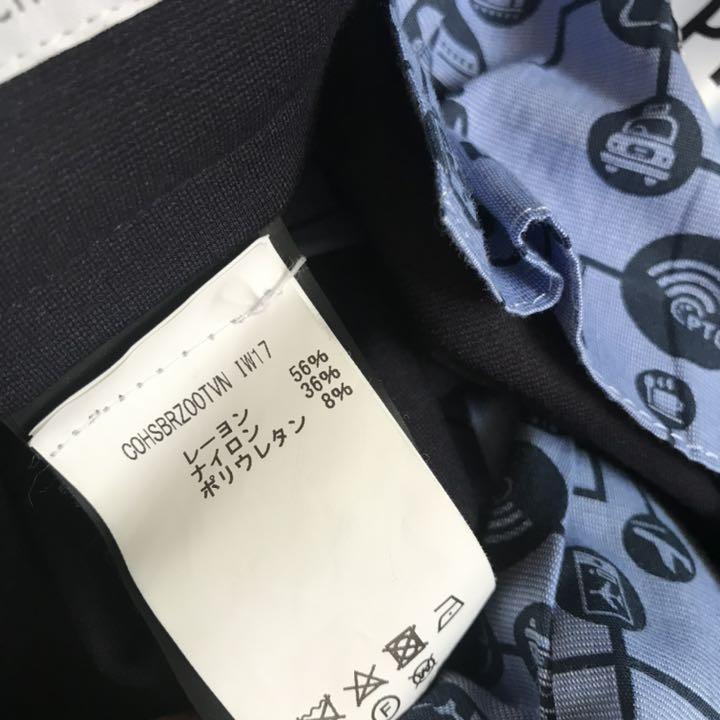 COHSBRZ00TVN IW17
レーヨン 56%
ナイロン 36%
ポリウレタン 8%
F
PTO